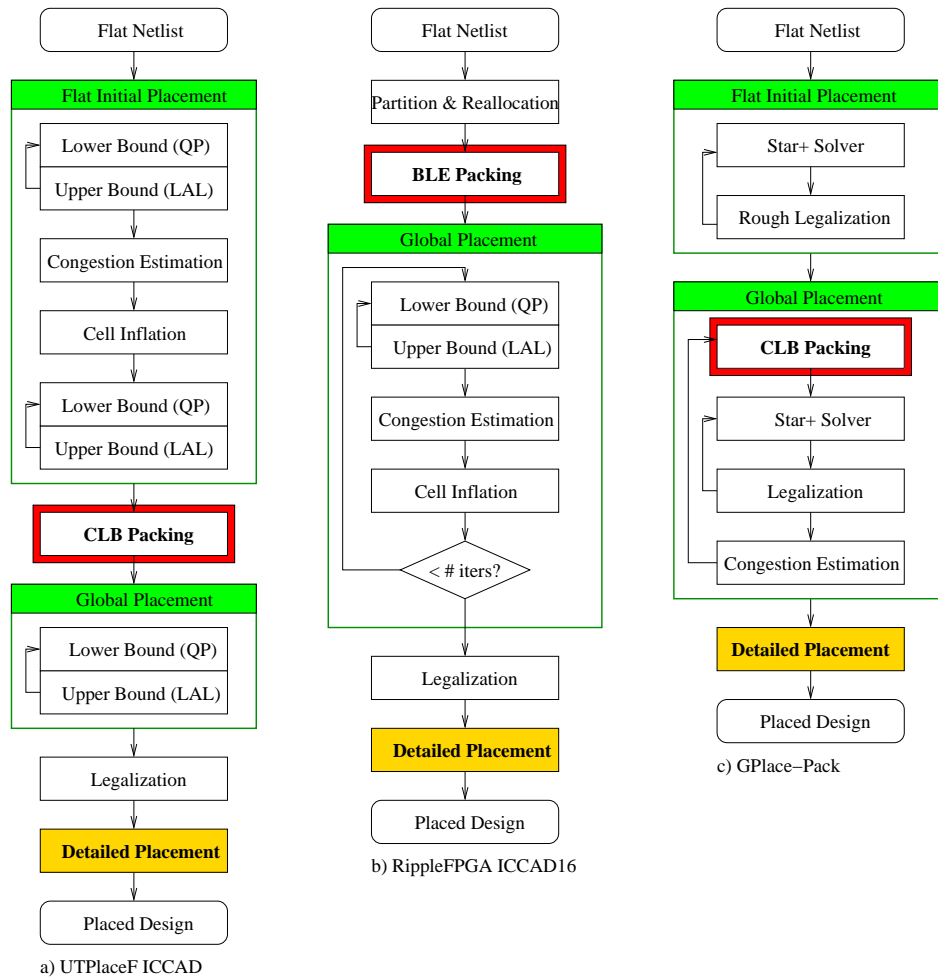 Flat Netlist
Flat Initial Placement
Lower Bound (QP)
Upper Bound (LAL)
Congestion Estimation
Cell Inflation
Lower Bound (QP)
Upper Bound (LAL)
CLB Packing
Global Placement
Lower Bound (QP)
Upper Bound (LAL)
Legalization
Detailed Placement
Placed Design
a) UTPlaceF ICCAD
Flat Netlist
Partition & Reallocation
BLE Packing
Global Placement
Lower Bound (QP)
Upper Bound (LAL)
Congestion Estimation
Cell Inflation
< # iters?
Legalization
Detailed Placement
Placed Design
b) RippleFPGA ICCAD16
Flat Netlist
Flat Initial Placement
Star+ Solver
Rough Legalization
Global Placement
CLB Packing
Star+ Solver
Legalization
Congestion Estimation
Detailed Placement
Placed Design
c) GPlace−Pack